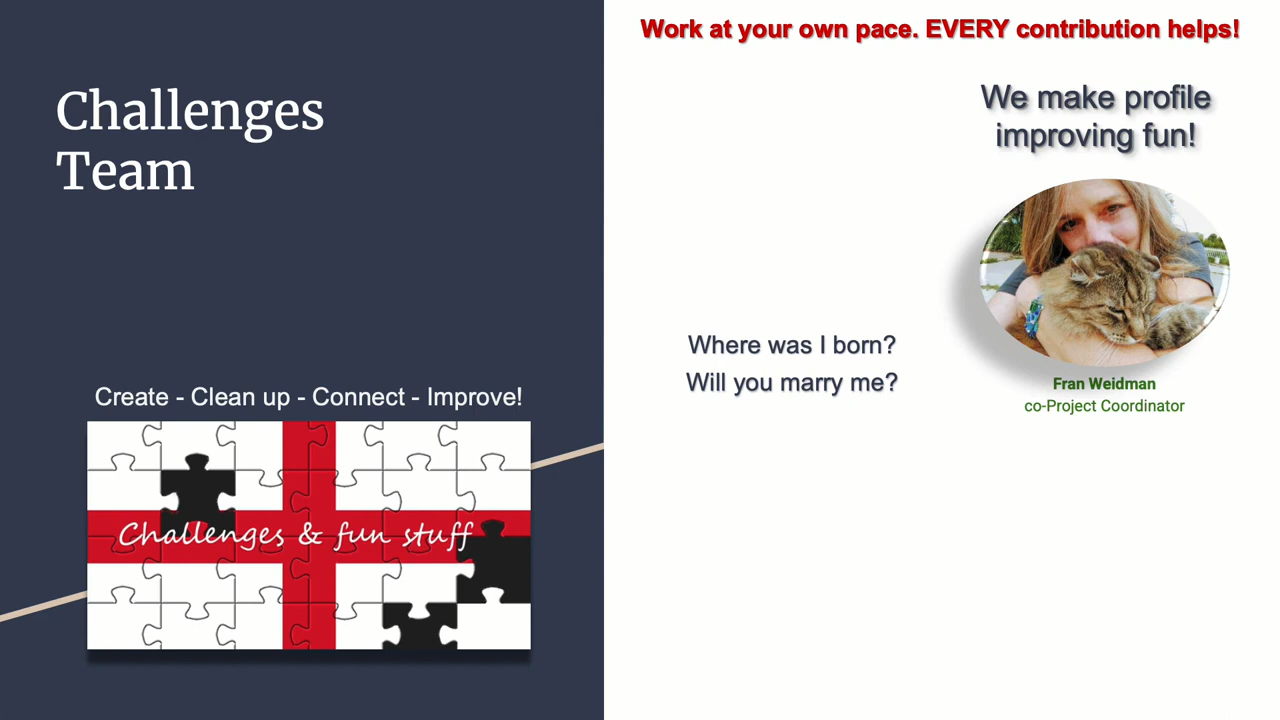 Challenges
Team
Create - Clean up - Connect - Improve!
Challenges & fun stuff
Work at your own pace. EVERY contribution helps!
We make profile
improving fun!
Where was I born?
Will you marry me?
Fran Weidman
co-Project Coordinator